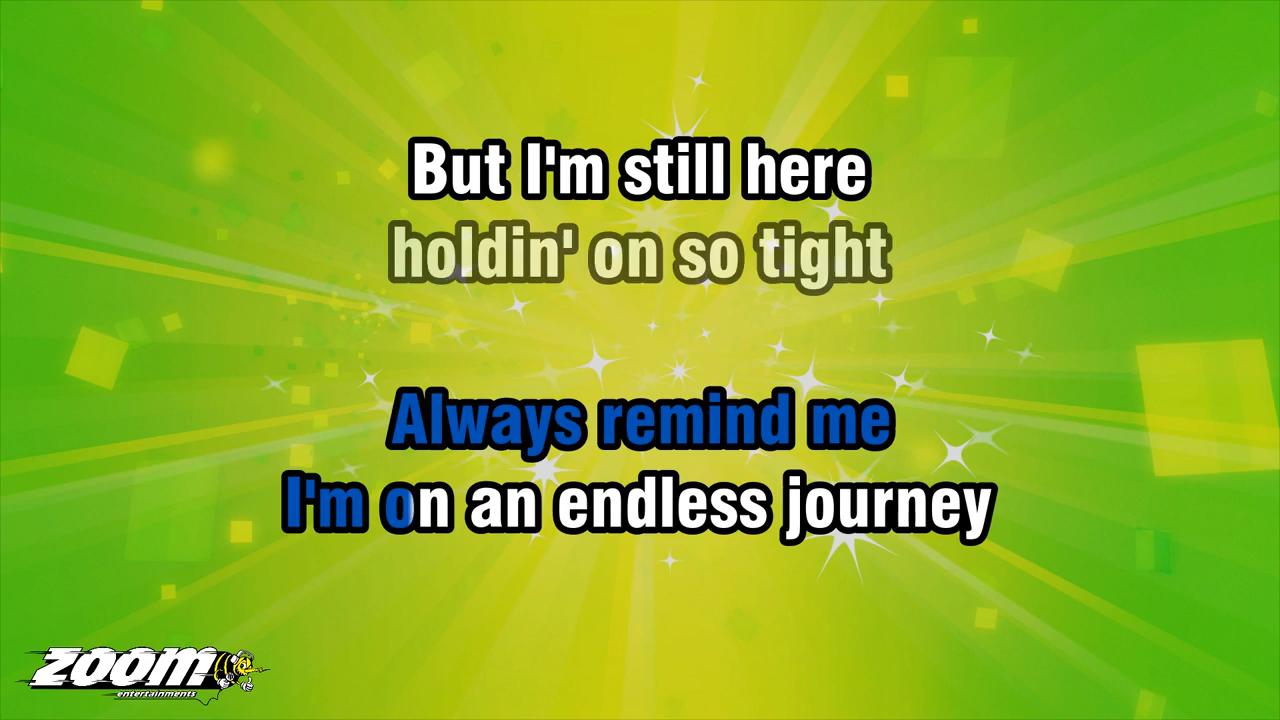 But I'm still here
holdin' on so tight
Always remind me
I'm on an endless journey
ZOOM
entertainments